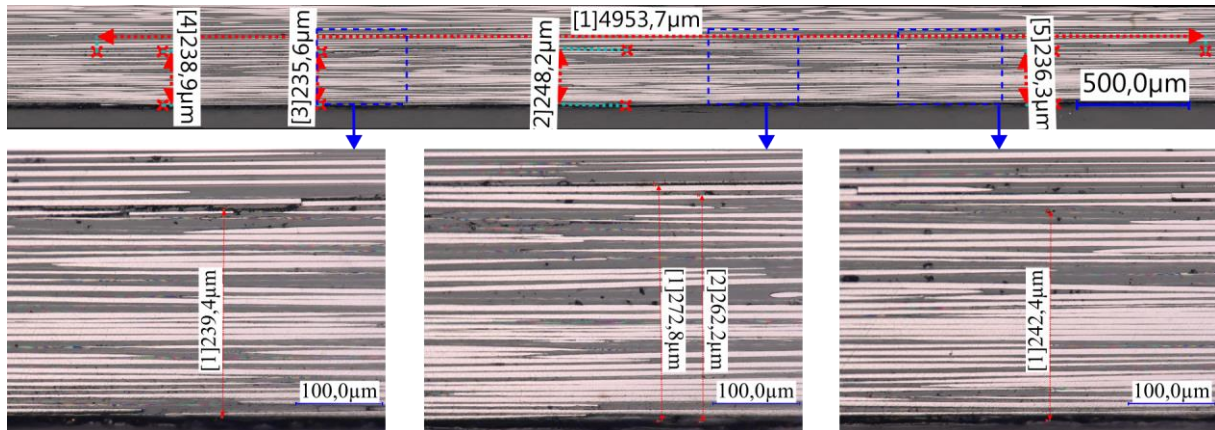 [4]238,9µm
[3]235,6µm
[1]4953,7µm
[2]248,2µm
[5]236,3µm
500,0µm
[1]239,4µm
100,0µm
[1]272,8µm
[2]262,2µm
100,0µm
[1]242,4µm
100,0µm